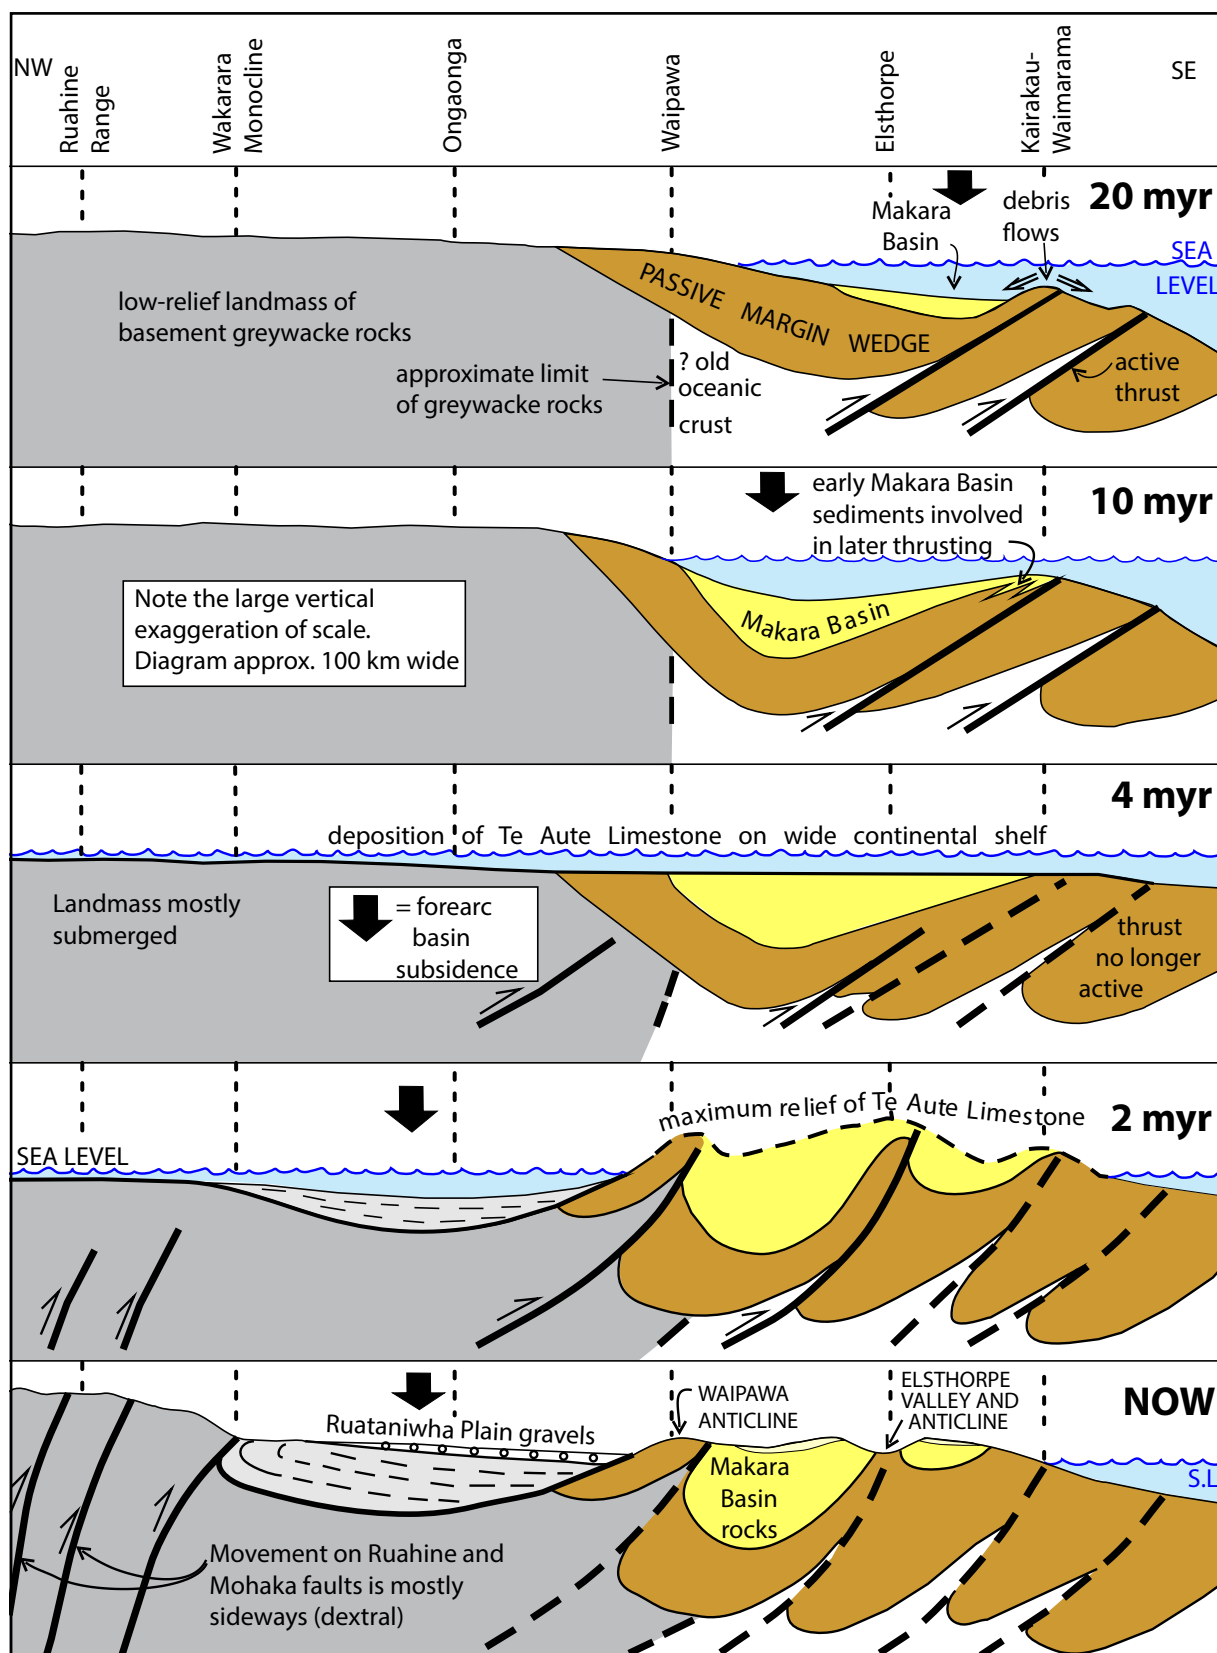 NW
Ruahine
Range
Wakarara
Monocline
Ongaonga
Waipawa
Elsthorpe
Kairakau-
Waimarama
SE
20 myr
Makara
Basin
debris
flows
SEA
LEVEL
low-relief landmass of
basement greywacke rocks
PASSIVE MARGIN WEDGE
approximate limit
of greywacke rocks
? old
oceanic
crust
active
thrust
10 myr
early Makara Basin
sediments involved
in later thrusting
Note the large vertical
exaggeration of scale.
Diagram approx. 100 km wide
Makara Basin
4 myr
deposition of Te Aute Limestone on wide continental shelf
Landmass mostly
submerged
= forearc
basin
subsidence
thrust
no longer
active
2 myr
maximum relief of Te Aute Limestone
SEA LEVEL
NOW
WAIPAWA
ANTICLINE
ELSTHORPE
VALLEY AND
ANTICLINE
Ruataniwha Plain gravels
Makara
Basin
rocks
S.L
Movement on Ruahine and
Mohaka faults is mostly
sideways (dextral)